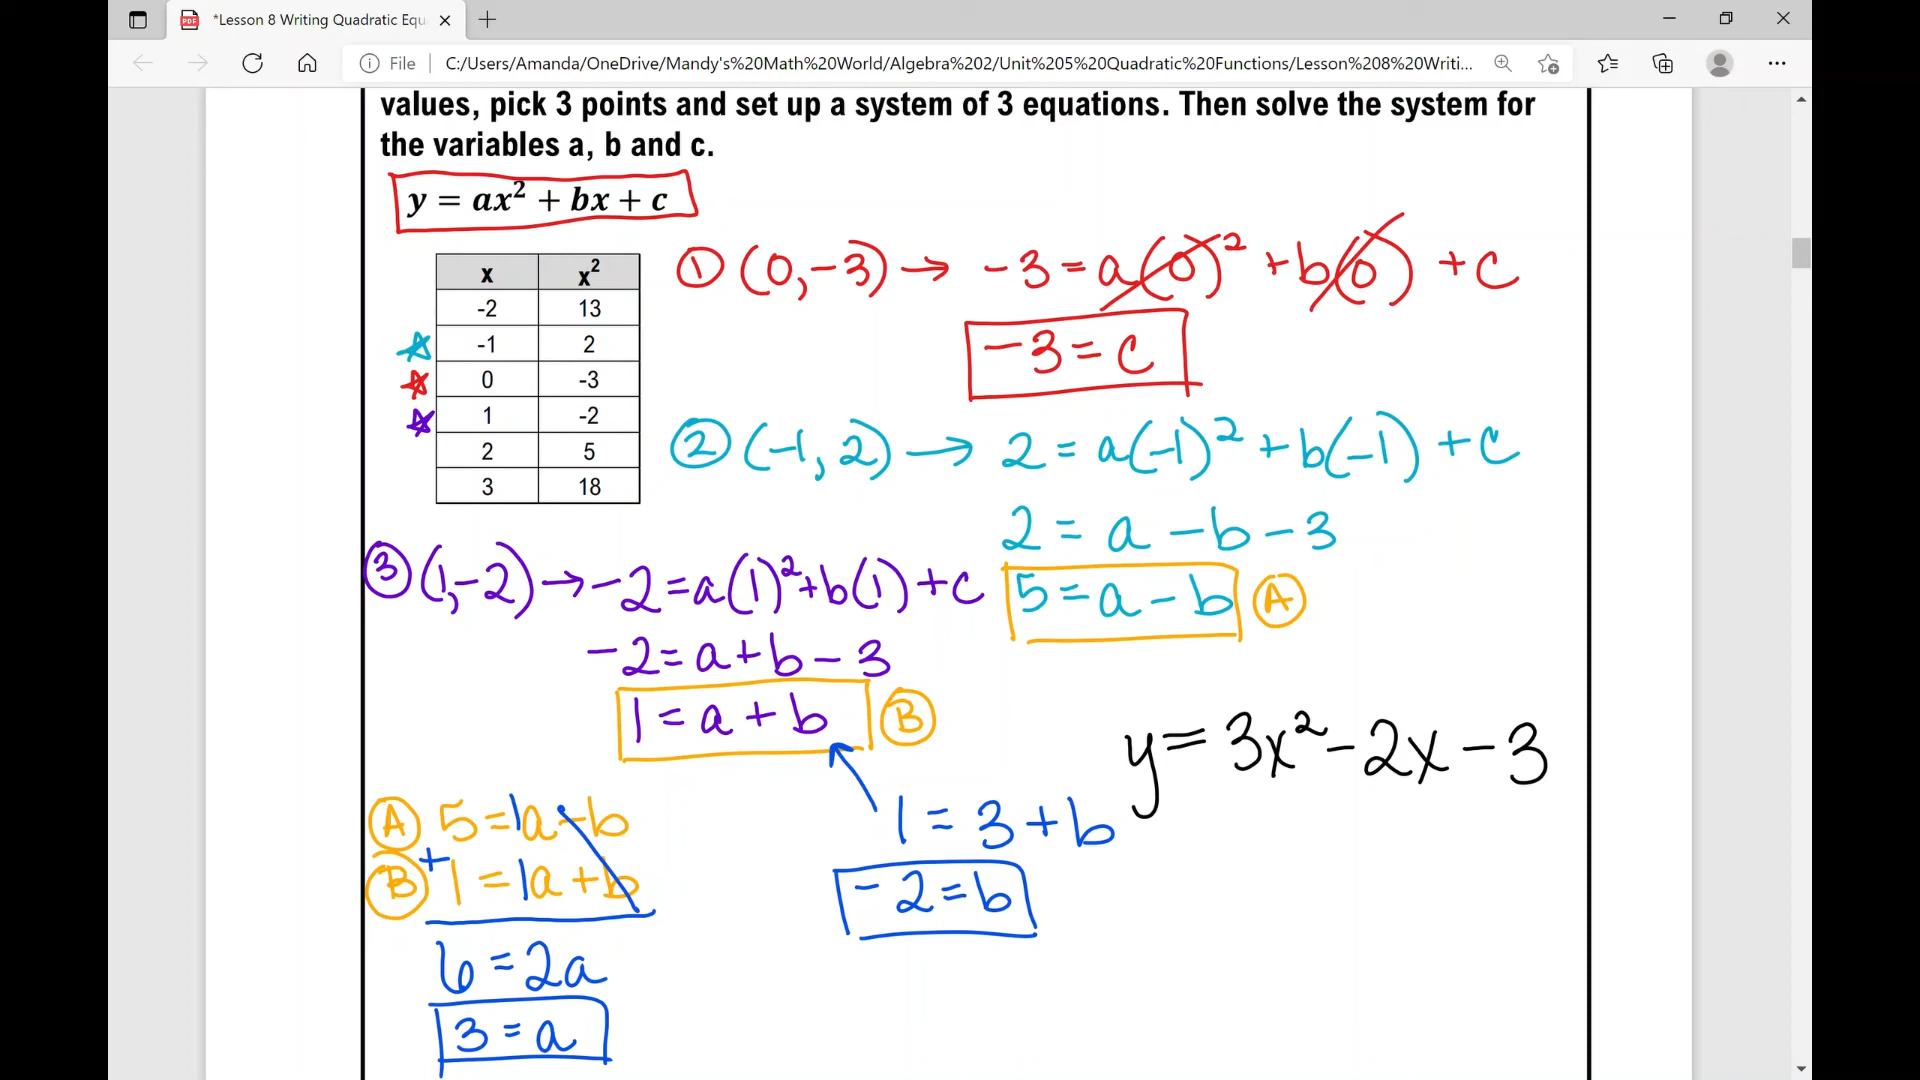 *Lesson 8 Writing Quadratic Equ
File C:/Users/Amanda/OneDrive/Mandy's%20Math%20World/Algebra%202/Unit%205%20Quadratic%20Functions/Lesson%208%20Writi...
values, pick 3 points and set up a system of 3 equations. Then solve the system for
the variables a, b and c.
y = ax² + bx + c
x x²
-2 13
-1 2
0 -3
1 -2
2 5
3 18
① (0,-3) → -3 = a(0)² + b(0) + c
-3 = c
② (-1, 2) → 2 = a(-1)² + b(-1) + c
2 = a - b - 3
5 = a - b Ⓐ
③ (1,-2) → -2 = a(1)² + b(1) + c
-2 = a + b - 3
1 = a + b Ⓑ
Ⓐ 5 = 1a - b
+ Ⓑ 1 = 1a + b
6 = 2a
3 = a
1 = 3 + b
-2 = b
y = 3x² - 2x - 3